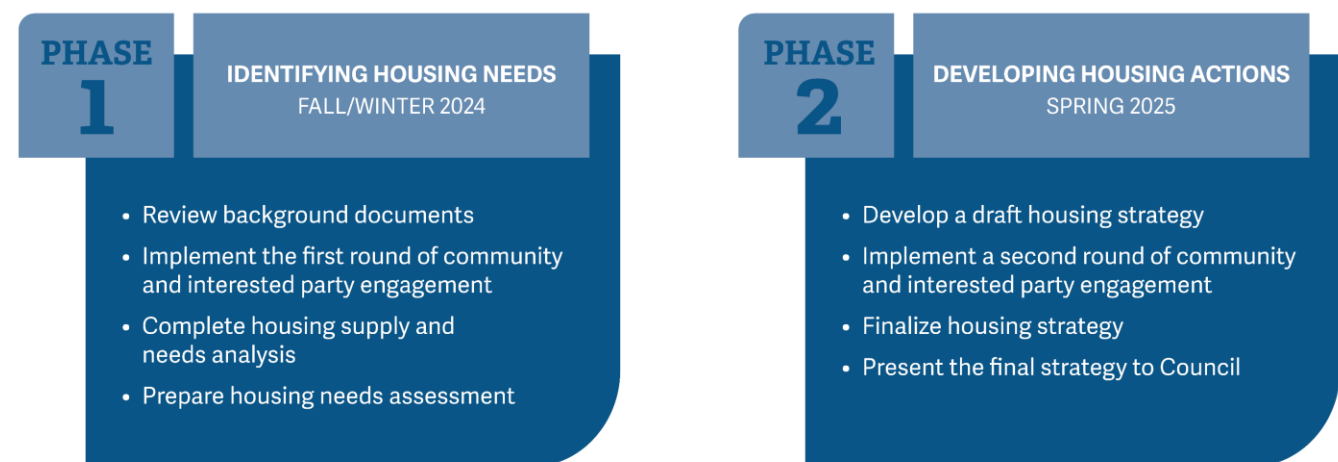 PHASE
1
IDENTIFYING HOUSING NEEDS
FALL/WINTER 2024
• Review background documents
• Implement the first round of community
and interested party engagement
• Complete housing supply and
needs analysis
• Prepare housing needs assessment
PHASE
2
DEVELOPING HOUSING ACTIONS
SPRING 2025
• Develop a draft housing strategy
• Implement a second round of community
and interested party engagement
• Finalize housing strategy
• Present the final strategy to Council